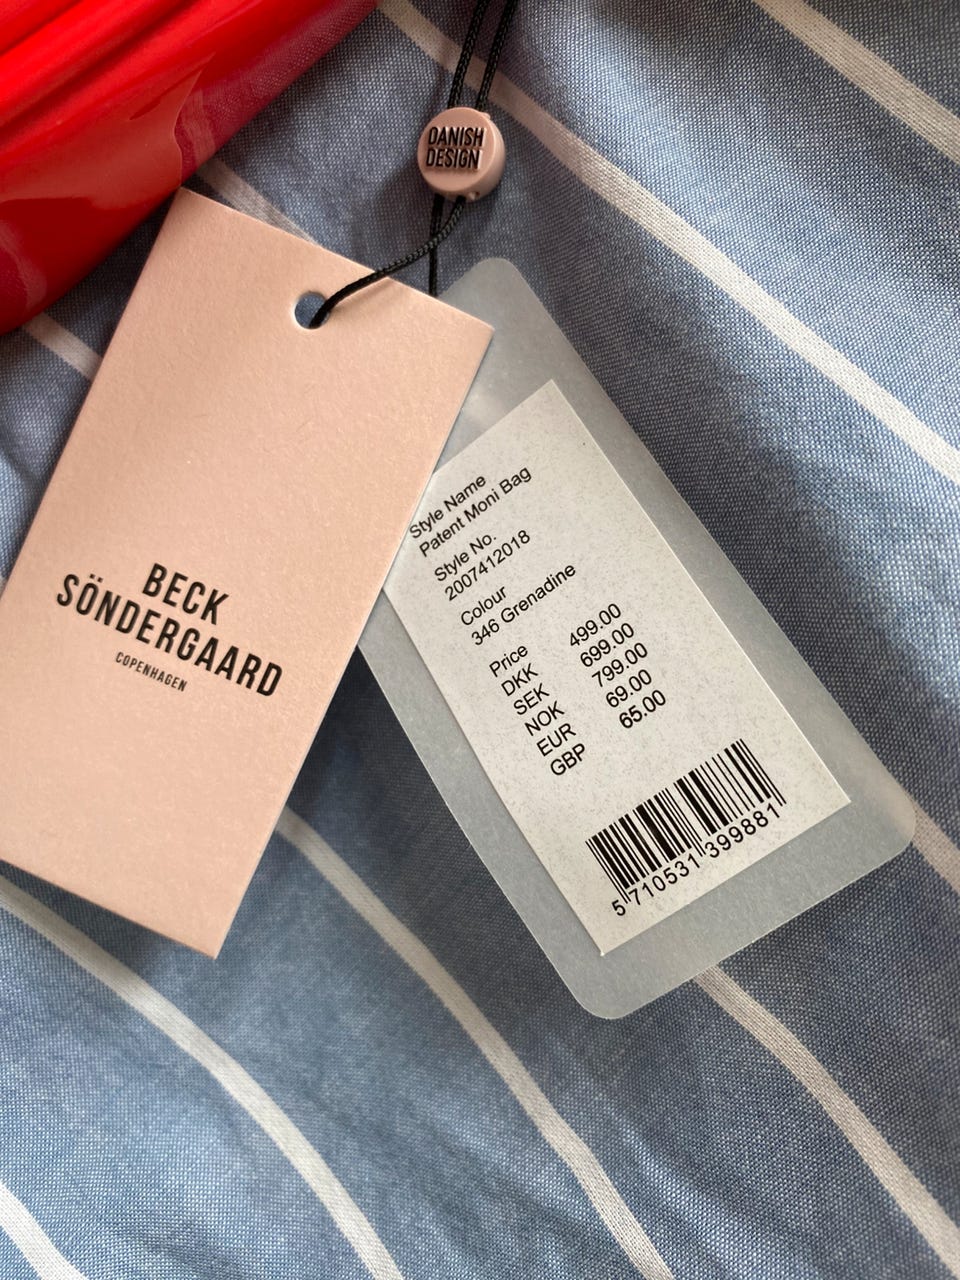 DANISH
DESIGN
BECK
SÖNDERGAARD
COPENHAGEN
Style Name
Patent Moni Bag
Style No.
2007412018
Colour
346 Grenadine
Price
DKK 499.00
SEK 699.00
NOK 799.00
EUR 69.00
GBP 65.00
5 710531 399881